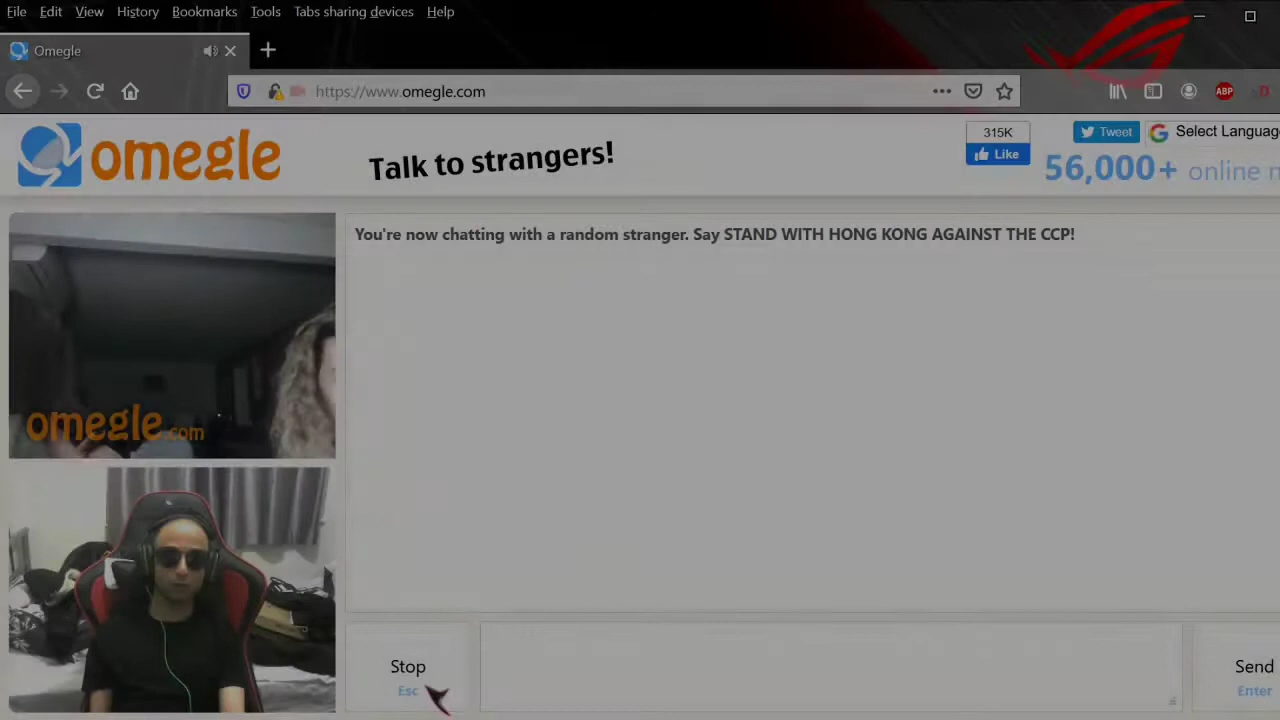 File Edit View History Bookmarks Tools Tabs sharing devices Help
Omegle
https://www.omegle.com
ABP
omegle
Talk to strangers!
315K
Like
Tweet
Select Languag
56,000+ online n
You're now chatting with a random stranger. Say STAND WITH HONG KONG AGAINST THE CCP!
omegle.com
Stop
Esc
Send
Enter